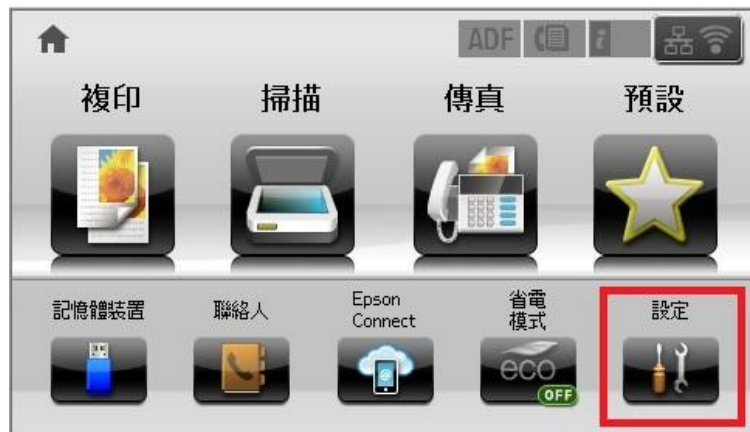 ADF i
複印 掃描 傳真 預設
記憶體裝置 聯絡人 Epson Connect 省電模式 設定
eco
OFF